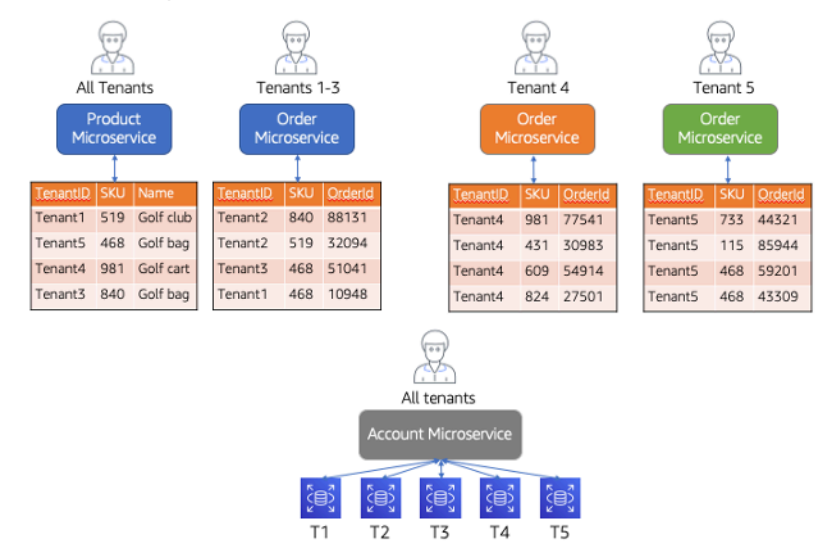 All Tenants
Tenants 1-3
Tenant 4
Tenant 5
Product
Microservice
Order
Microservice
Order
Microservice
Order
Microservice
TenantID SKU Name
Tenant1 519 Golf club
Tenant5 468 Golf bag
Tenant4 981 Golf cart
Tenant3 840 Golf bag
TenantID SKU OrderId
Tenant2 840 88131
Tenant2 519 32094
Tenant3 468 51041
Tenant1 468 10948
TenantID SKU OrderId
Tenant4 981 77541
Tenant4 431 30983
Tenant4 609 54914
Tenant4 824 27501
TenantID SKU OrderId
Tenant5 733 44321
Tenant5 115 85944
Tenant5 468 59201
Tenant5 468 43309
All tenants
Account Microservice
T1 T2 T3 T4 T5